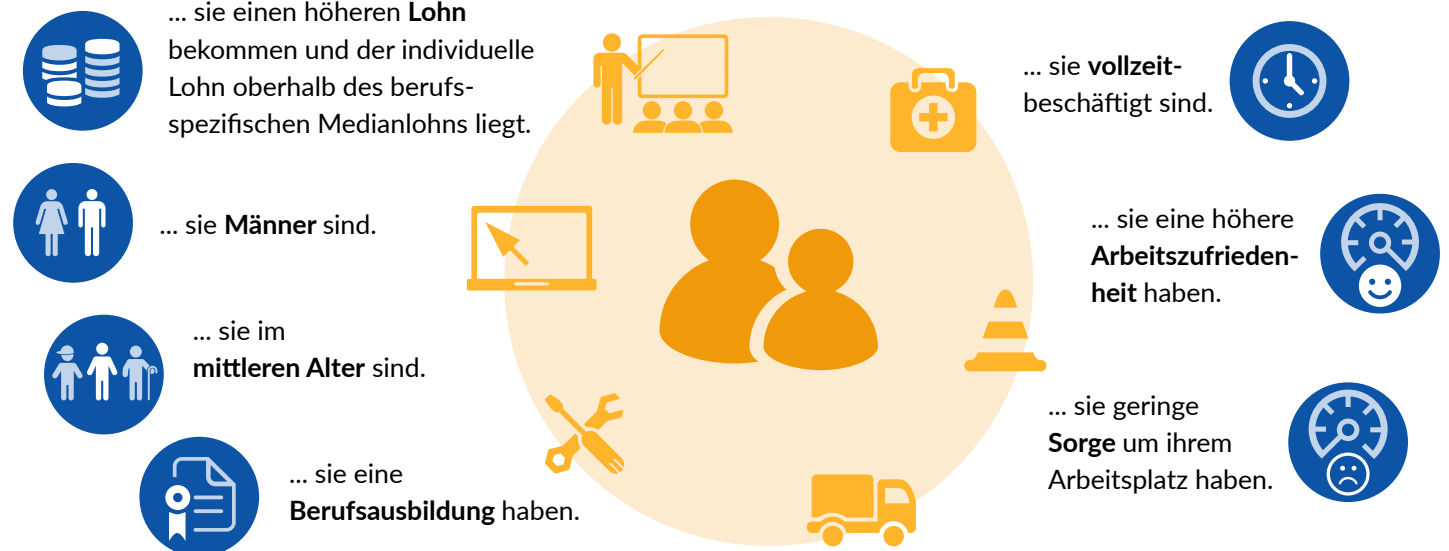 ... sie einen höheren Lohn
bekommen und der individuelle
Lohn oberhalb des berufs-
spezifischen Medianlohns liegt.
... sie Männer sind.
... sie im
mittleren Alter sind.
... sie eine
Berufsausbildung haben.
... sie vollzeit-
beschäftigt sind.
... sie eine höhere
Arbeitszufrieden-
heit haben.
... sie geringe
Sorge um ihrem
Arbeitsplatz haben.